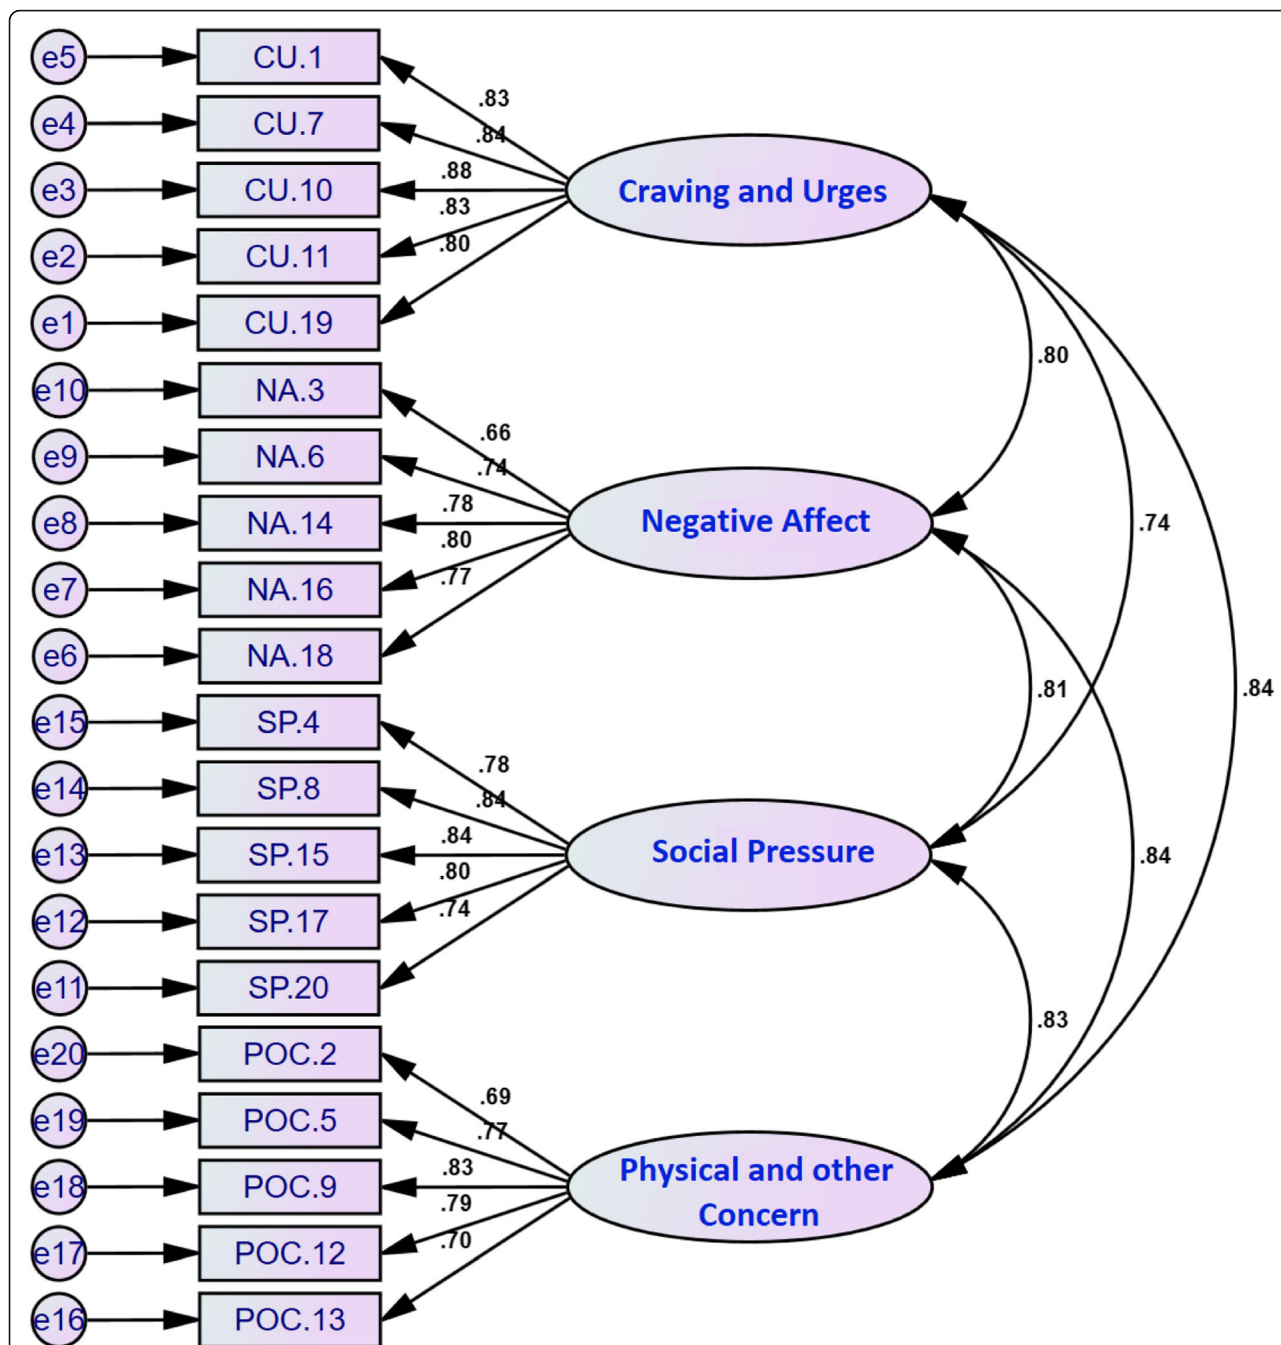 e5 CU.1
.83
e4 CU.7
.84
e3 CU.10
.88
Craving and Urges
.83
e2 CU.11
.80
e1 CU.19
.80
e10 NA.3
.66
e9 NA.6
.74
e8 NA.14
.78
Negative Affect
.74
.80
e7 NA.16
.77
e6 NA.18
.81
.84
e15 SP.4
.78
e14 SP.8
.84
e13 SP.15
.84
Social Pressure
.84
.80
e12 SP.17
.74
e11 SP.20
.83
e20 POC.2
.69
e19 POC.5
.77
e18 POC.9
.83
Physical and other
Concern
.79
e17 POC.12
.70
e16 POC.13